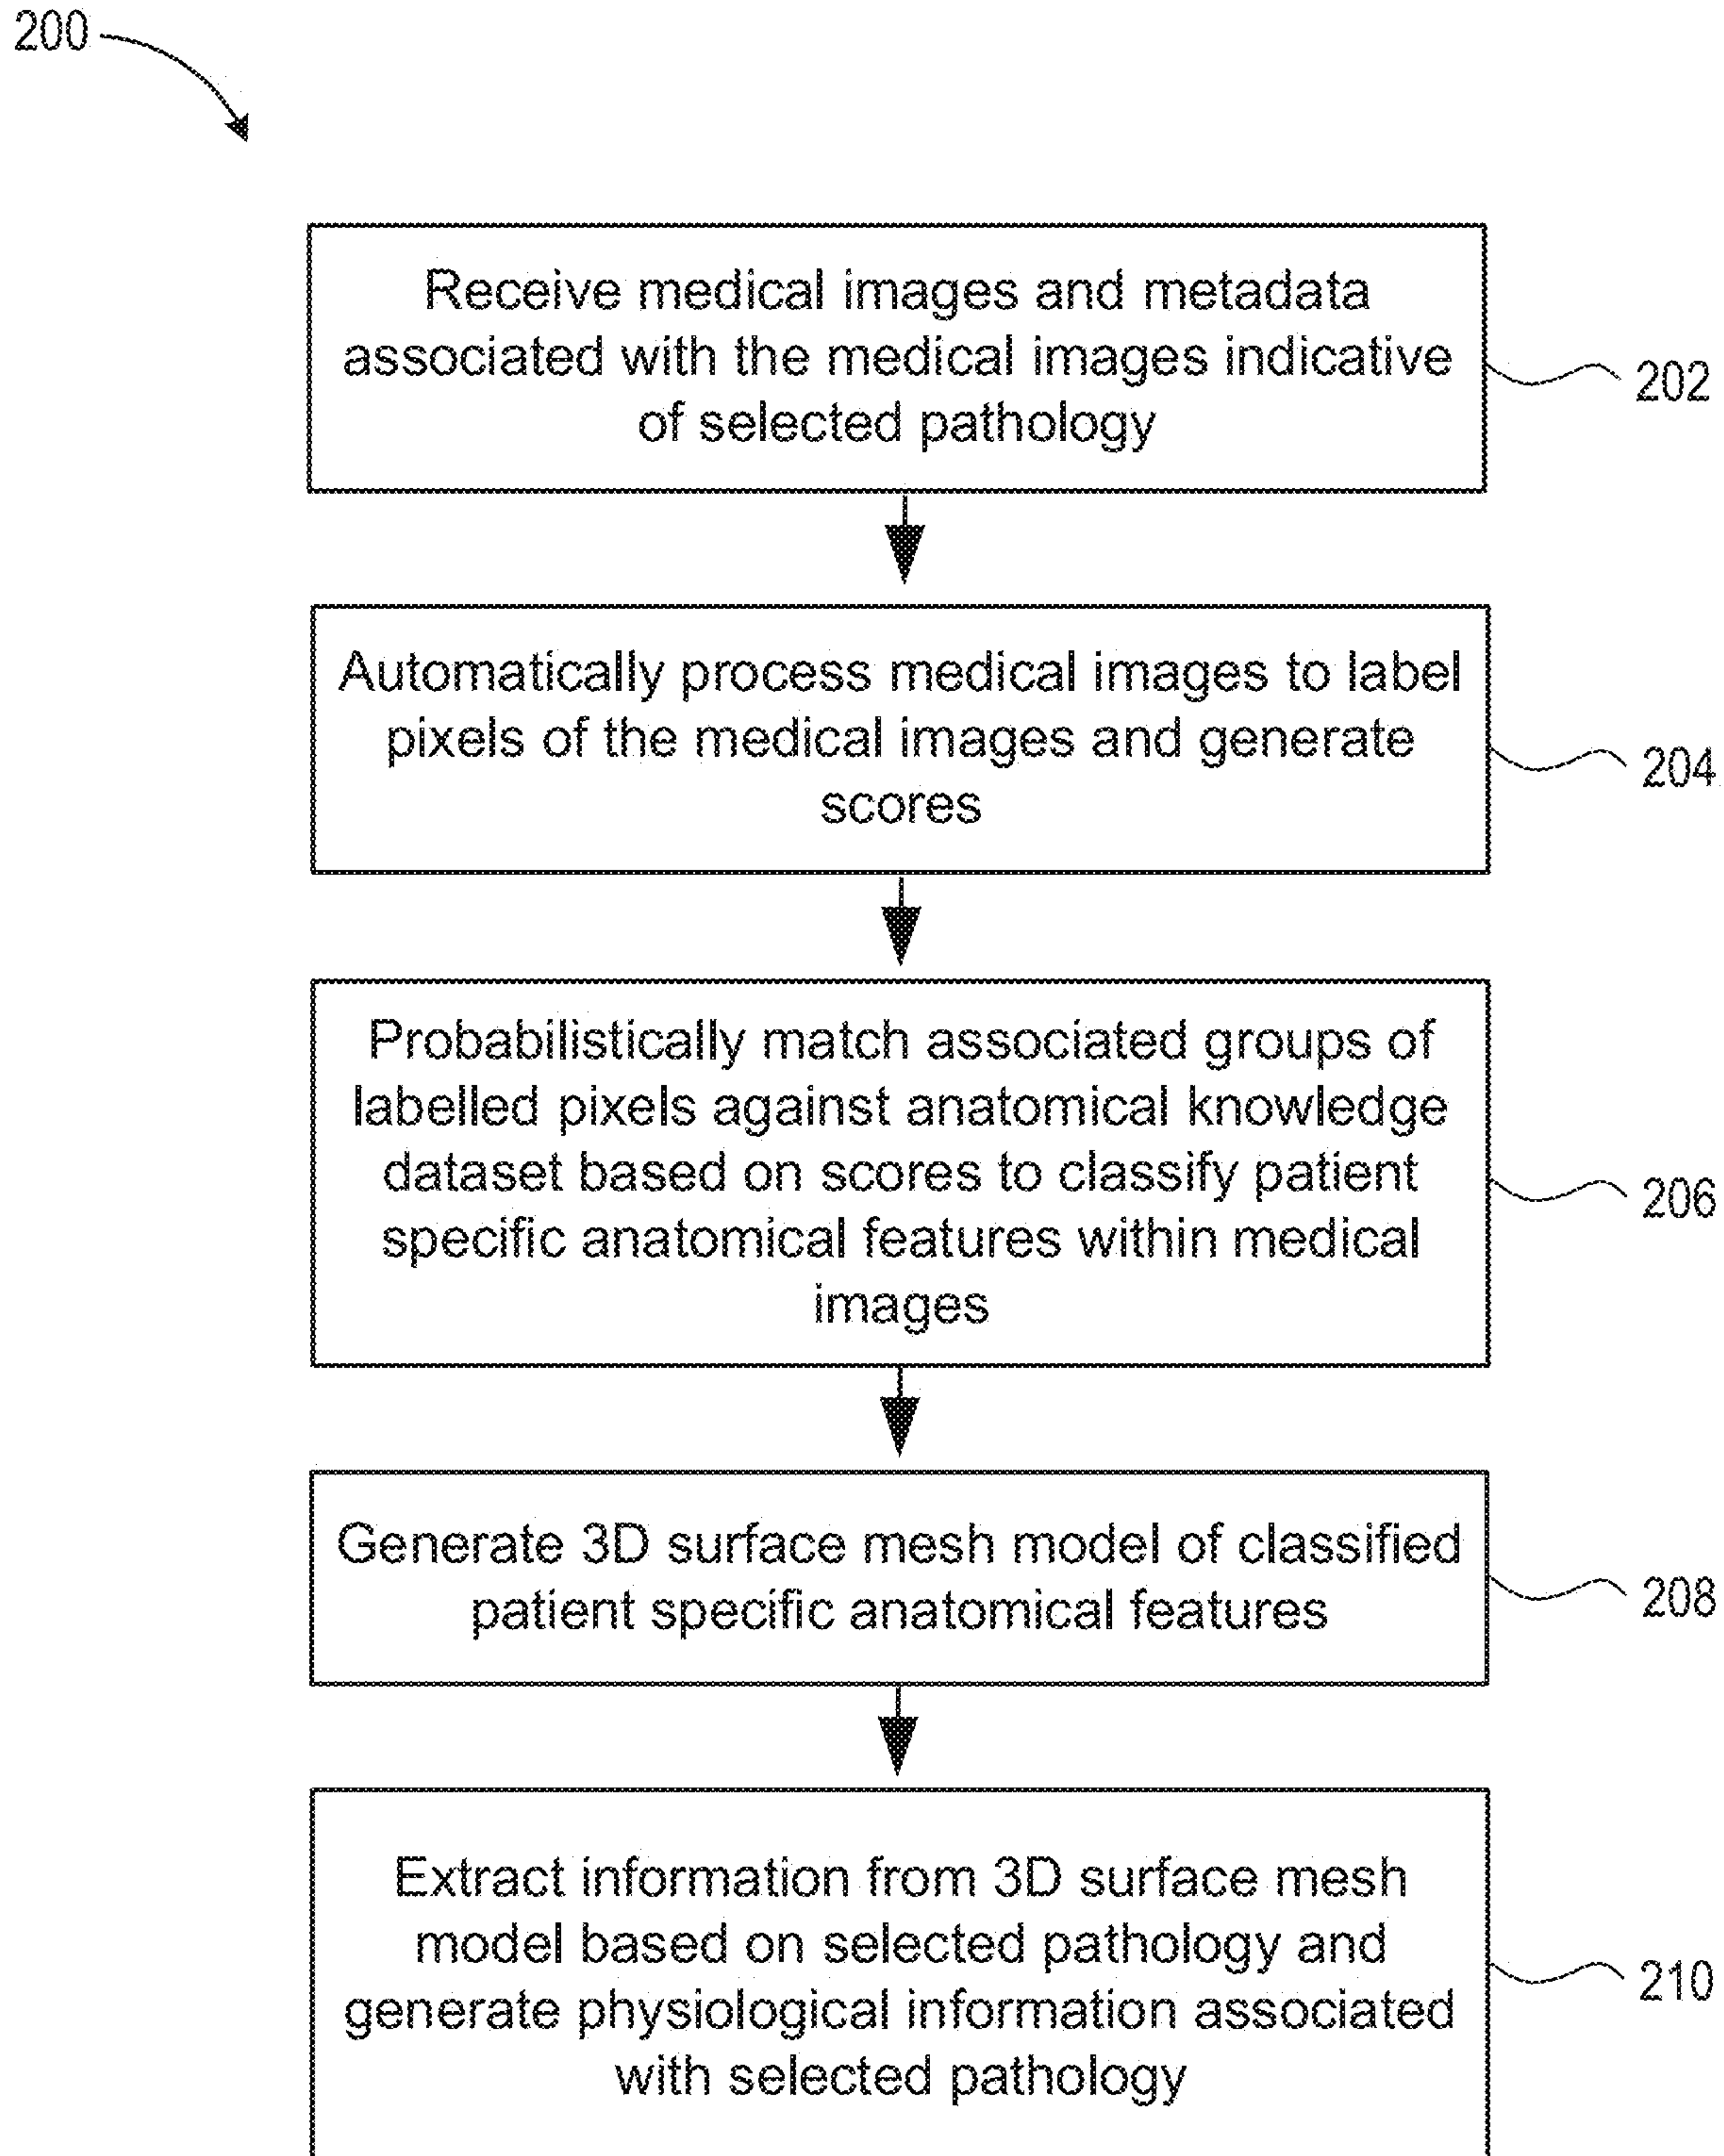 200
Receive medical images and metadata
associated with the medical images indicative
of selected pathology
202
Automatically process medical images to label
pixels of the medical images and generate
scores
204
Probabilistically match associated groups of
labelled pixels against anatomical knowledge
dataset based on scores to classify patient
specific anatomical features within medical
images
206
Generate 3D surface mesh model of classified
patient specific anatomical features
208
Extract information from 3D surface mesh
model based on selected pathology and
generate physiological information associated
with selected pathology
210